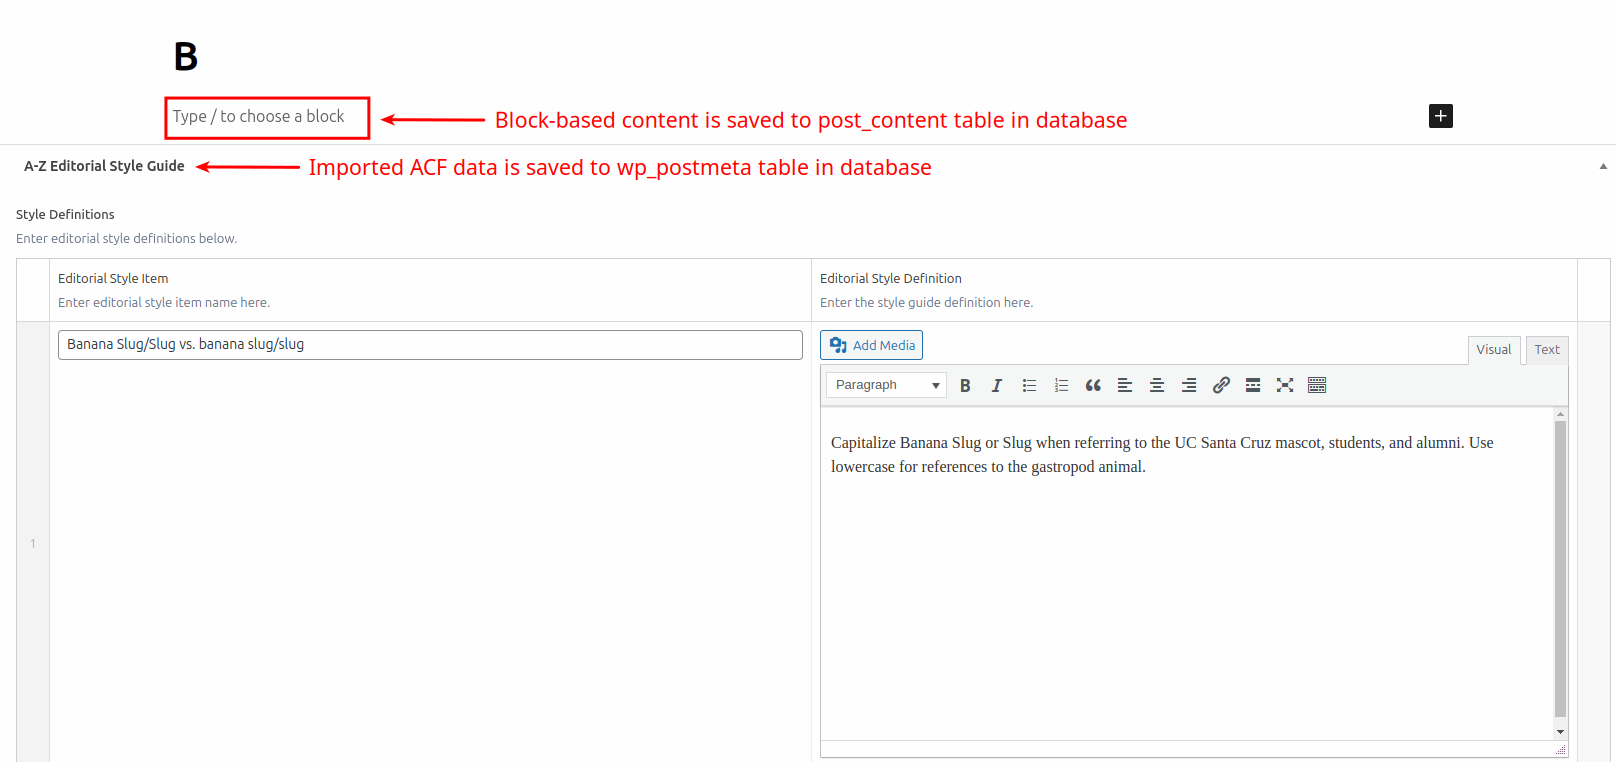 B
Type / to choose a block
Block-based content is saved to post_content table in database
A-Z Editorial Style Guide
Imported ACF data is saved to wp_postmeta table in database
Style Definitions
Enter editorial style definitions below.
Editorial Style Item
Enter editorial style item name here.
Editorial Style Definition
Enter the style guide definition here.
1
Banana Slug/Slug vs. banana slug/slug
Add Media
Visual
Text
Paragraph
B
I
Capitalize Banana Slug or Slug when referring to the UC Santa Cruz mascot, students, and alumni. Use
lowercase for references to the gastropod animal.